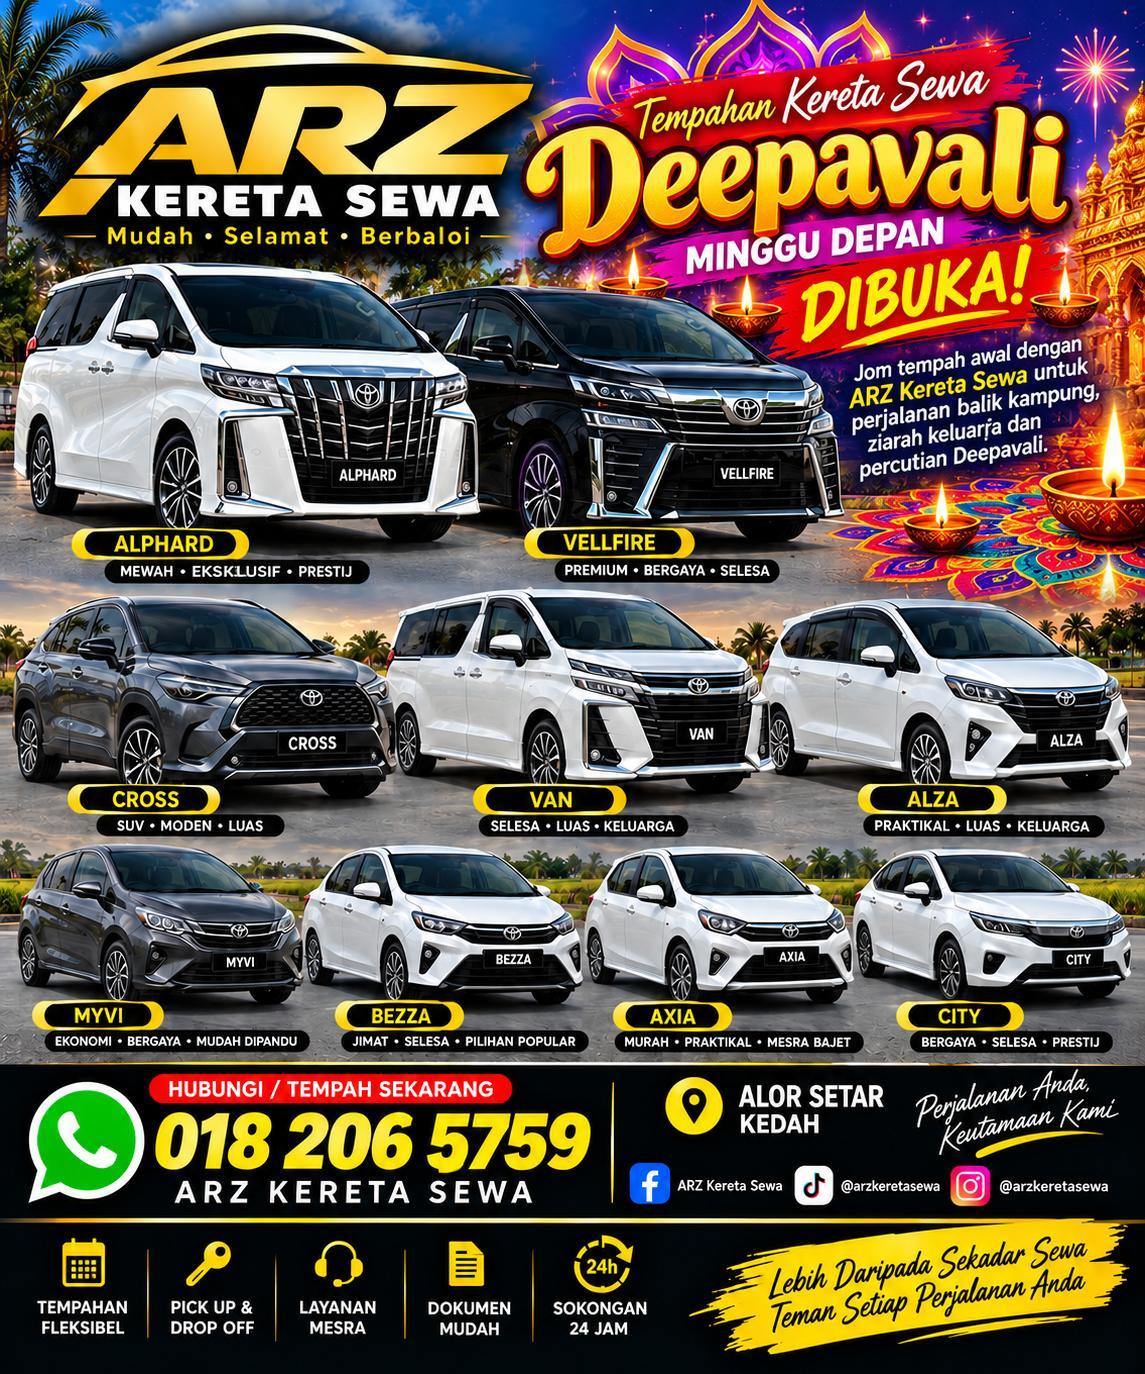 ARZ
KERETA SEWA
Mudah • Selamat • Berbaloi
Tempahan Kereta Sewa
Deepavali
MINGGU DEPAN
DIBUKA!
Jom tempah awal dengan
ARZ Kereta Sewa untuk
perjalanan balik kampung,
ziarah keluarfa dan
percutian Deepavali.
ALPHARD
VELLFIRE
ALPHARD
MEWAH • EKSKLUSIF • PRESTIJ
VELLFIRE
PREMIUM • BERGAYA • SELESA
CROSS
VAN
ALZA
CROSS
SUV • MODEN • LUAS
VAN
SELESA • LUAS • KELUARGA
ALZA
PRAKTIKAL • LUAS • KELUARGA
MYVI
BEZZA
AXIA
CITY
MYVI
EKONOMI • BERGAYA • MUDAH DIPANDU
BEZZA
JIMAT • SELESA • PILIHAN POPULAR
AXIA
MURAH • PRAKTIKAL • MESRA BAJET
CITY
BERGAYA • SELESA • PRESTIJ
HUBUNGI / TEMPAH SEKARANG
018 206 5759
ARZ KERETA SEWA
ALOR SETAR
KEDAH
Perjalanan Anda,
Keutamaan Kami
ARZ Kereta Sewa
@arzkeretasewa
@arzkeretasewa
TEMPAHAN
FLEKSIBEL
PICK UP &
DROP OFF
LAYANAN
MESRA
DOKUMEN
MUDAH
24h
SOKONGAN
24 JAM
Lebih Daripada Sekadar Sewa
Teman Setiap Perjalanan Anda